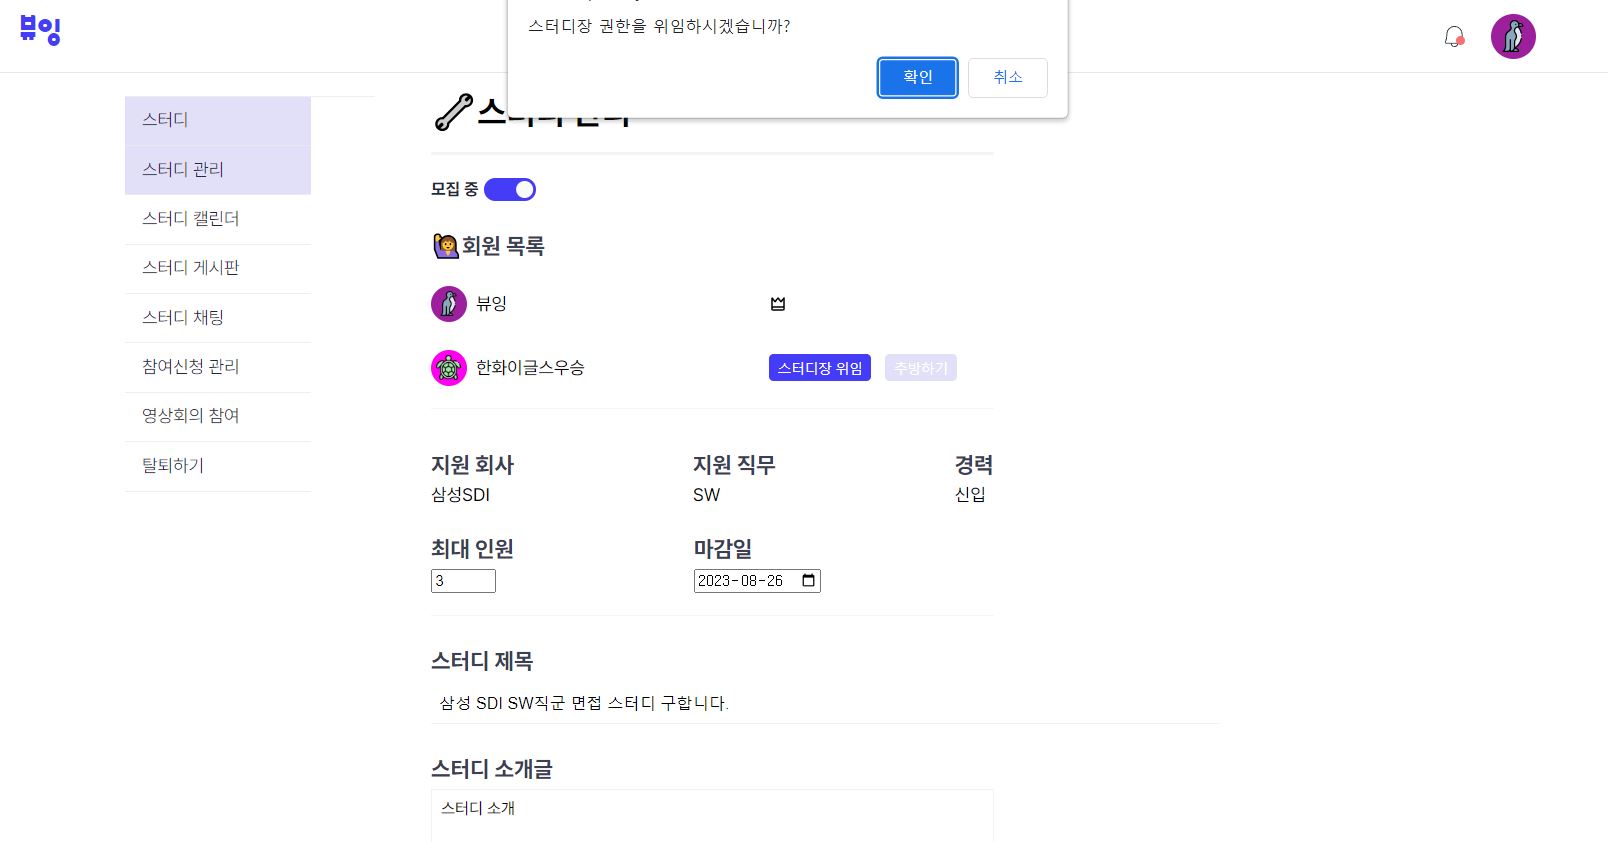 뷰잉
스터디장 권한을 위임하시겠습니까?
확인
취소
스터디
스터디 관리
스터디 캘린더
스터디 게시판
스터디 채팅
참여신청 관리
영상회의 참여
탈퇴하기
모집 중
회원 목록
뷰잉
한화이글스우승
스터디장 위임
추방하기
지원 회사
지원 직무
경력
삼성SDI
SW
신입
최대 인원
마감일
3
2023-08-26
스터디 제목
삼성 SDI SW직군 면접 스터디 구합니다.
스터디 소개글
스터디 소개